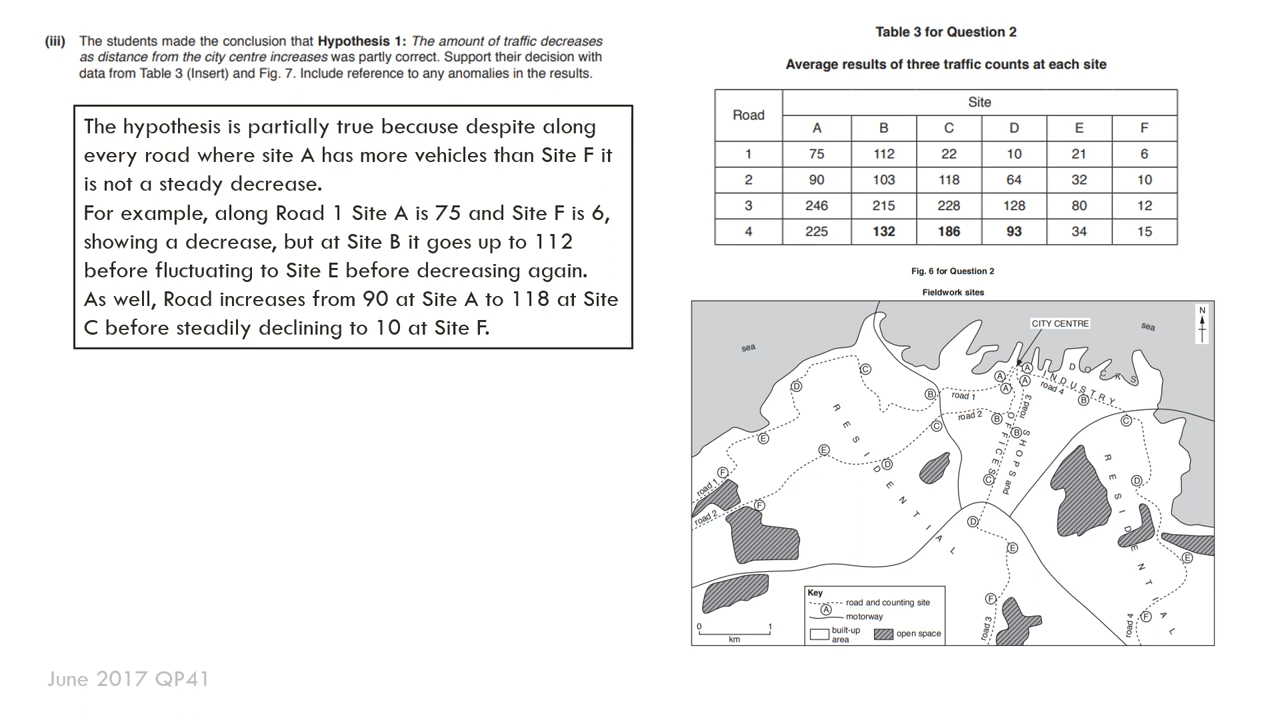 (iii) The students made the conclusion that Hypothesis 1: The amount of traffic decreases
as distance from the city centre increases was partly correct. Support their decision with
data from Table 3 (Insert) and Fig. 7. Include reference to any anomalies in the results.
The hypothesis is partially true because despite along
every road where site A has more vehicles than Site F it
is not a steady decrease.
For example, along Road 1 Site A is 75 and Site F is 6,
showing a decrease, but at Site B it goes up to 112
before fluctuating to Site E before decreasing again.
As well, Road increases from 90 at Site A to 118 at Site
C before steadily declining to 10 at Site F.
June 2017 QP41
Table 3 for Question 2
Average results of three traffic counts at each site
Road Site
A B C D E F
1 75 112 22 10 21 6
2 90 103 118 64 32 10
3 246 215 228 128 80 12
4 225 132 186 93 34 15
Fig. 6 for Question 2
Fieldwork sites
N
CITY CENTRE
sea
sea
DOCKS
INDUSTRY
A
A
A
A
road 4
B
C
D
E
F
road 4
road 1
B
C
D
E
F
road 1
road 2
B
C
D
E
F
road 2
road 3
B
C
D
E
F
road 3
OFFICES
SHOPS and
RESIDENTIAL
RESIDENTIAL
Key
A road and counting site
motorway
built-up
area
open space
0 1
km